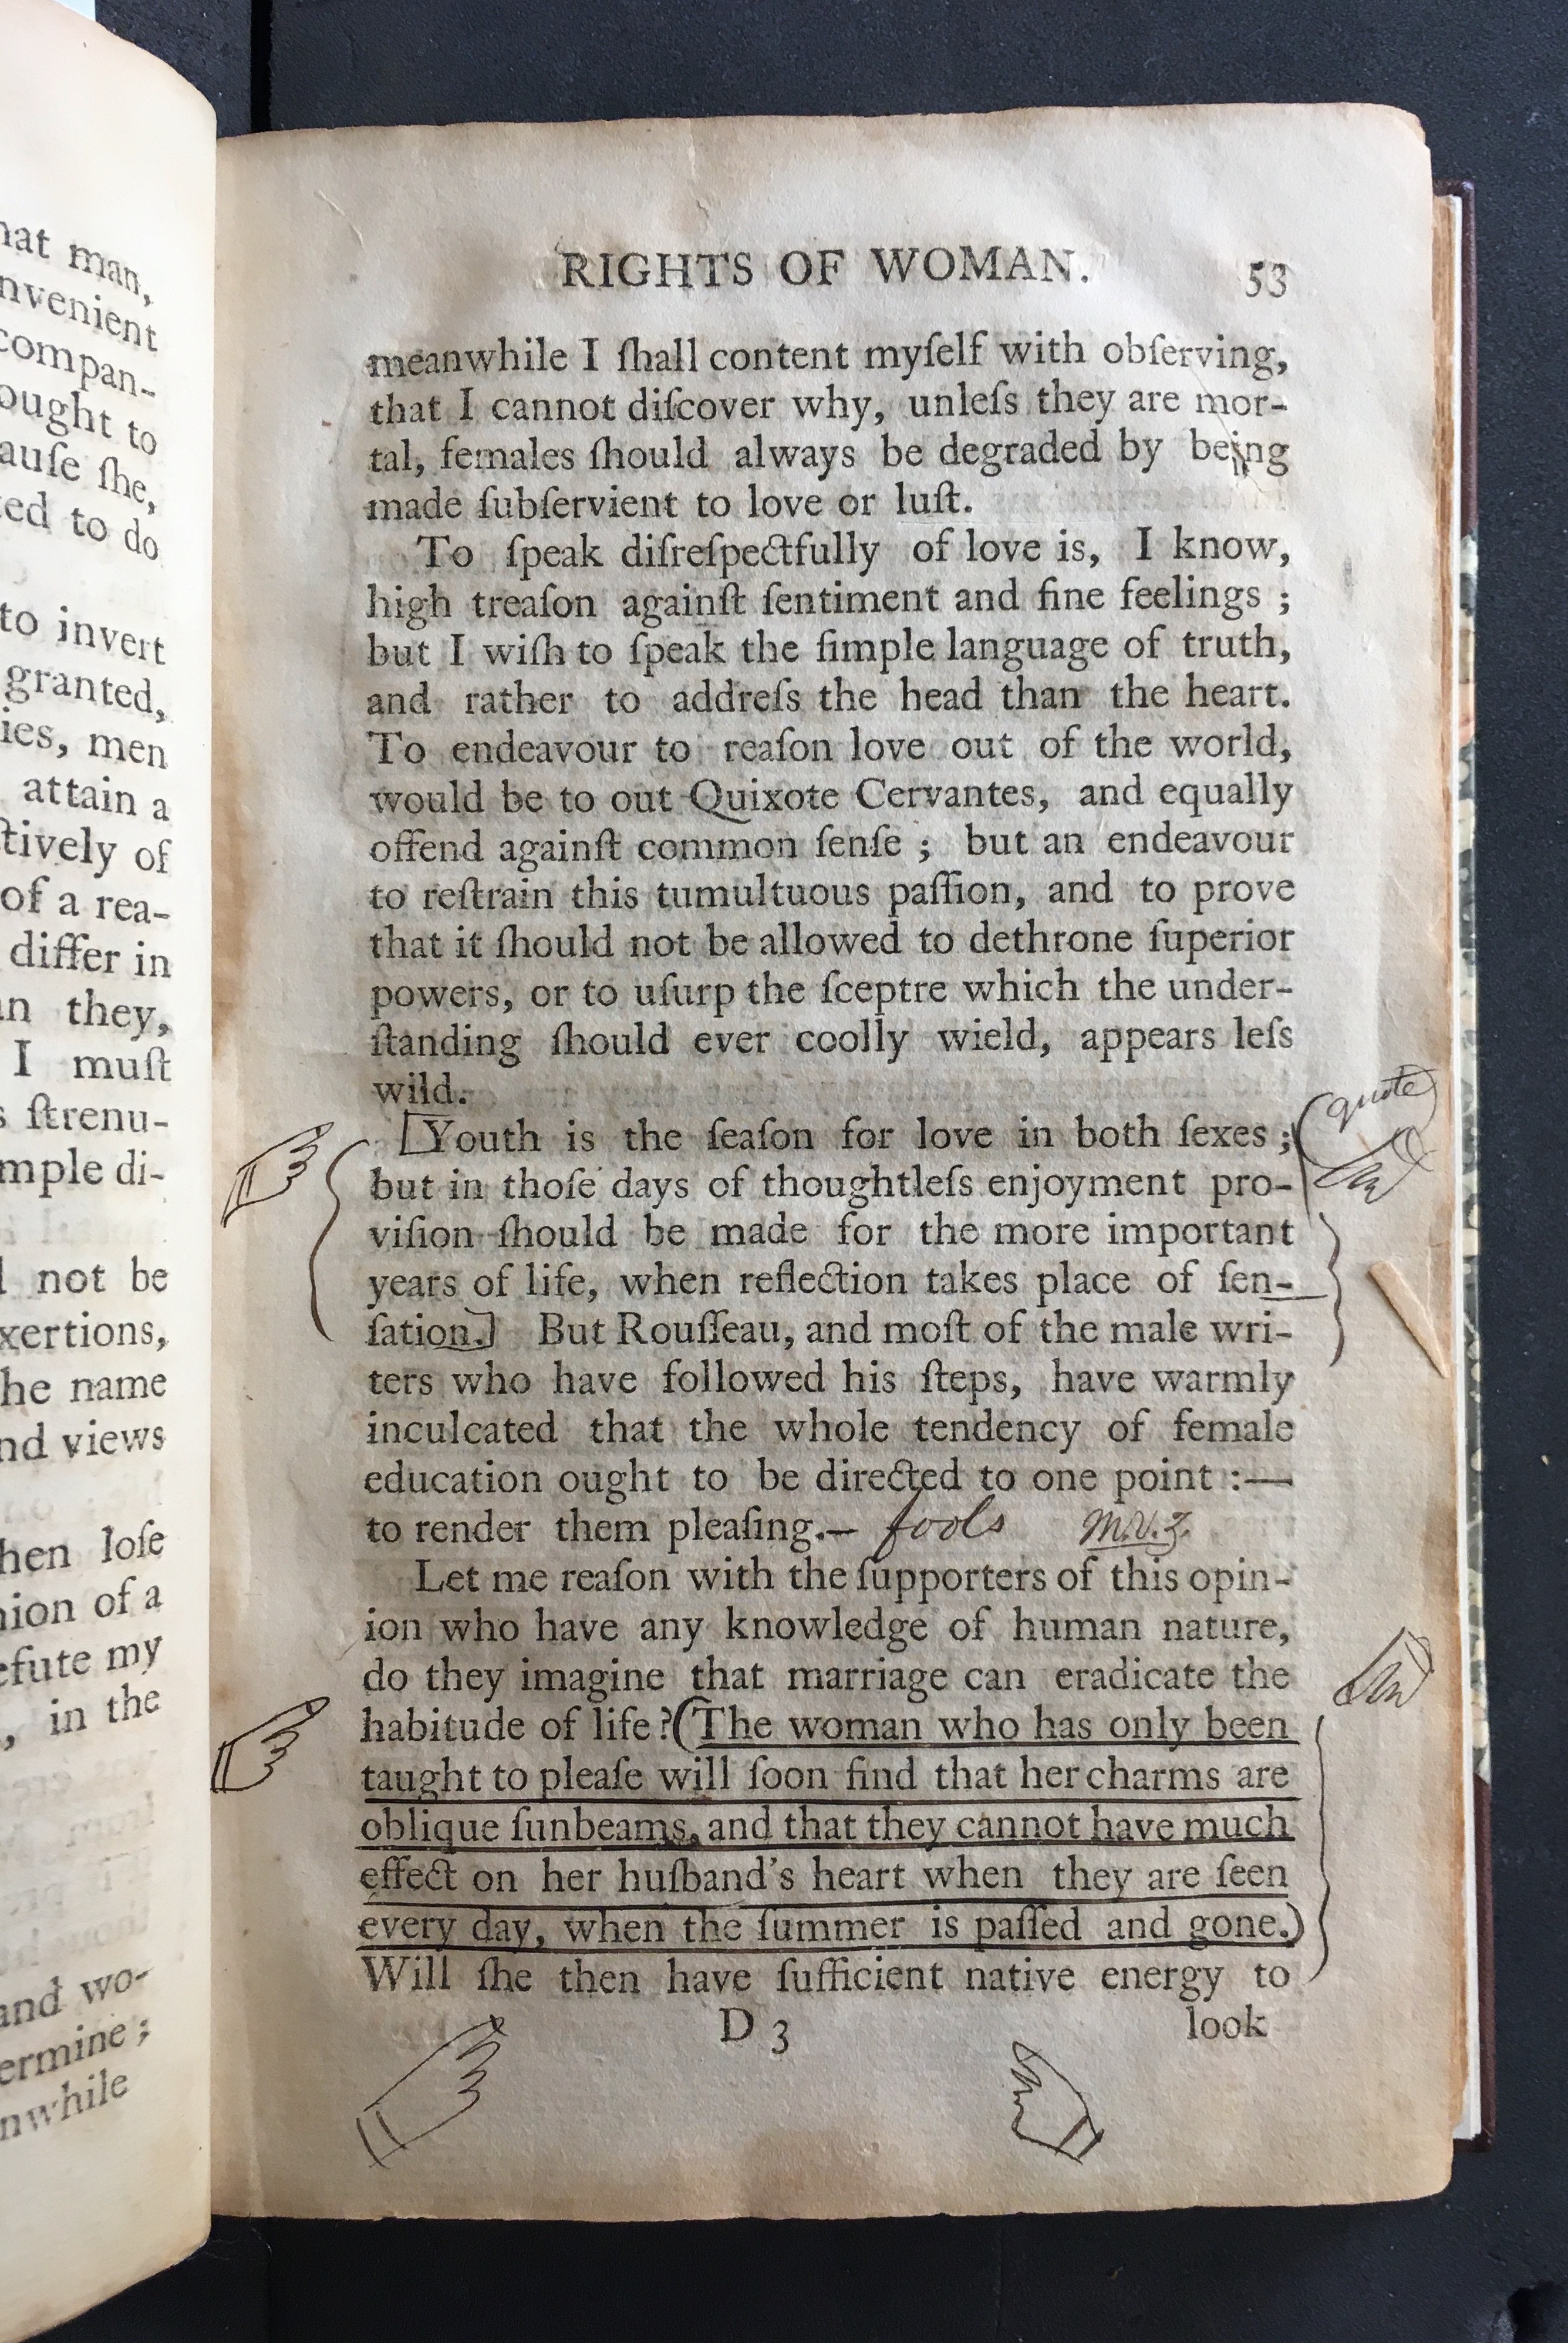 hat man,
nvenient
compan-
ought to
auſe ſhe,
ted to do
to invert
granted,
ies, men
attain a
ctively of
of a rea-
differ in
an they,
I muſt
s ſtrenu-
mple di-
l not be
xertions,
he name
nd views
hen loſe
nion of a
efute my
, in the
and wo-
ermine;
nwhile
RIGHTS OF WOMAN. 53
meanwhile I ſhall content myſelf with obſerving,
that I cannot diſcover why, unleſs they are mor-
tal, females ſhould always be degraded by being
made ſubſervient to love or luſt.
To ſpeak diſreſpectfully of love is, I know,
high treaſon againſt ſentiment and fine feelings ;
but I wiſh to ſpeak the ſimple language of truth,
and rather to addreſs the head than the heart.
To endeavour to reaſon love out of the world,
would be to out Quixote Cervantes, and equally
offend againſt common ſenſe ; but an endeavour
to reſtrain this tumultuous paſſion, and to prove
that it ſhould not be allowed to dethrone ſuperior
powers, or to uſurp the ſceptre which the under-
ſtanding ſhould ever coolly wield, appears leſs
wild.
quote
[Youth is the ſeaſon for love in both ſexes ;
but in thoſe days of thoughtleſs enjoyment pro-
viſion ſhould be made for the more important
years of life, when reflection takes place of ſen-
ſation.] But Rouſſeau, and moſt of the male wri-
ters who have followed his ſteps, have warmly
inculcated that the whole tendency of female
education ought to be directed to one point :—
to render them pleaſing.— fools
Let me reaſon with the ſupporters of this opin-
ion who have any knowledge of human nature,
do they imagine that marriage can eradicate the
habitude of life ? (The woman who has only been
taught to pleaſe will ſoon find that her charms are
oblique ſunbeams, and that they cannot have much
effect on her huſband's heart when they are ſeen
every day, when the ſummer is paſſed and gone.)
Will ſhe then have ſufficient native energy to
D 3 look